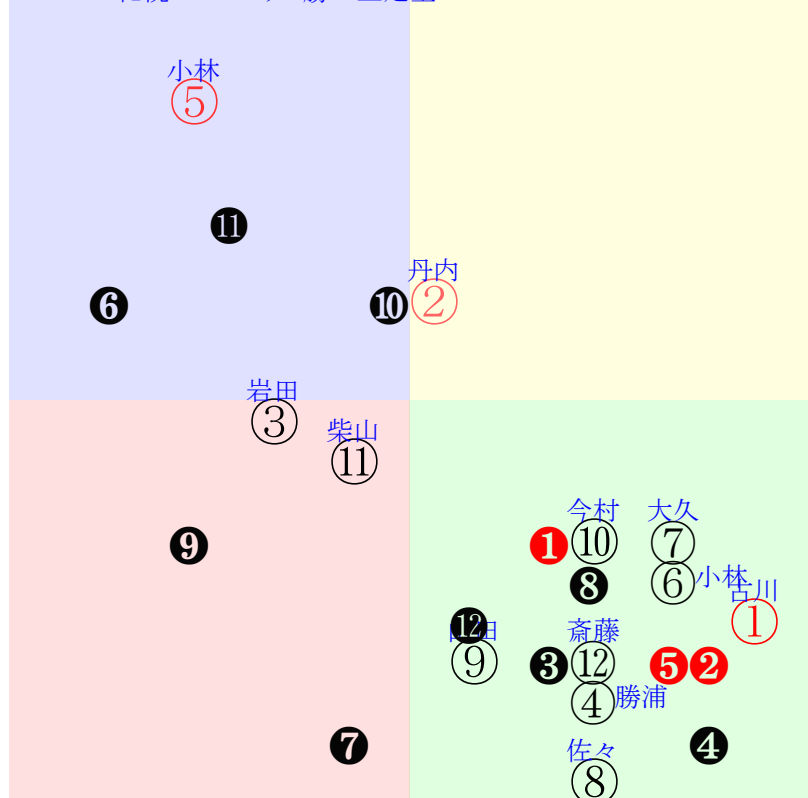 小林
⑤
⓫
❻
丹内
❿ ②
岩田
③
柴山
⑪
今村 大久
❾ ❶ ⑩ ⑦
❽ ⑥ 小林
古川
①
⓬ 斎藤
⑨ ❸ ⑫ ❺ ❷
④ 勝浦
❼ ❹
佐々
⑧